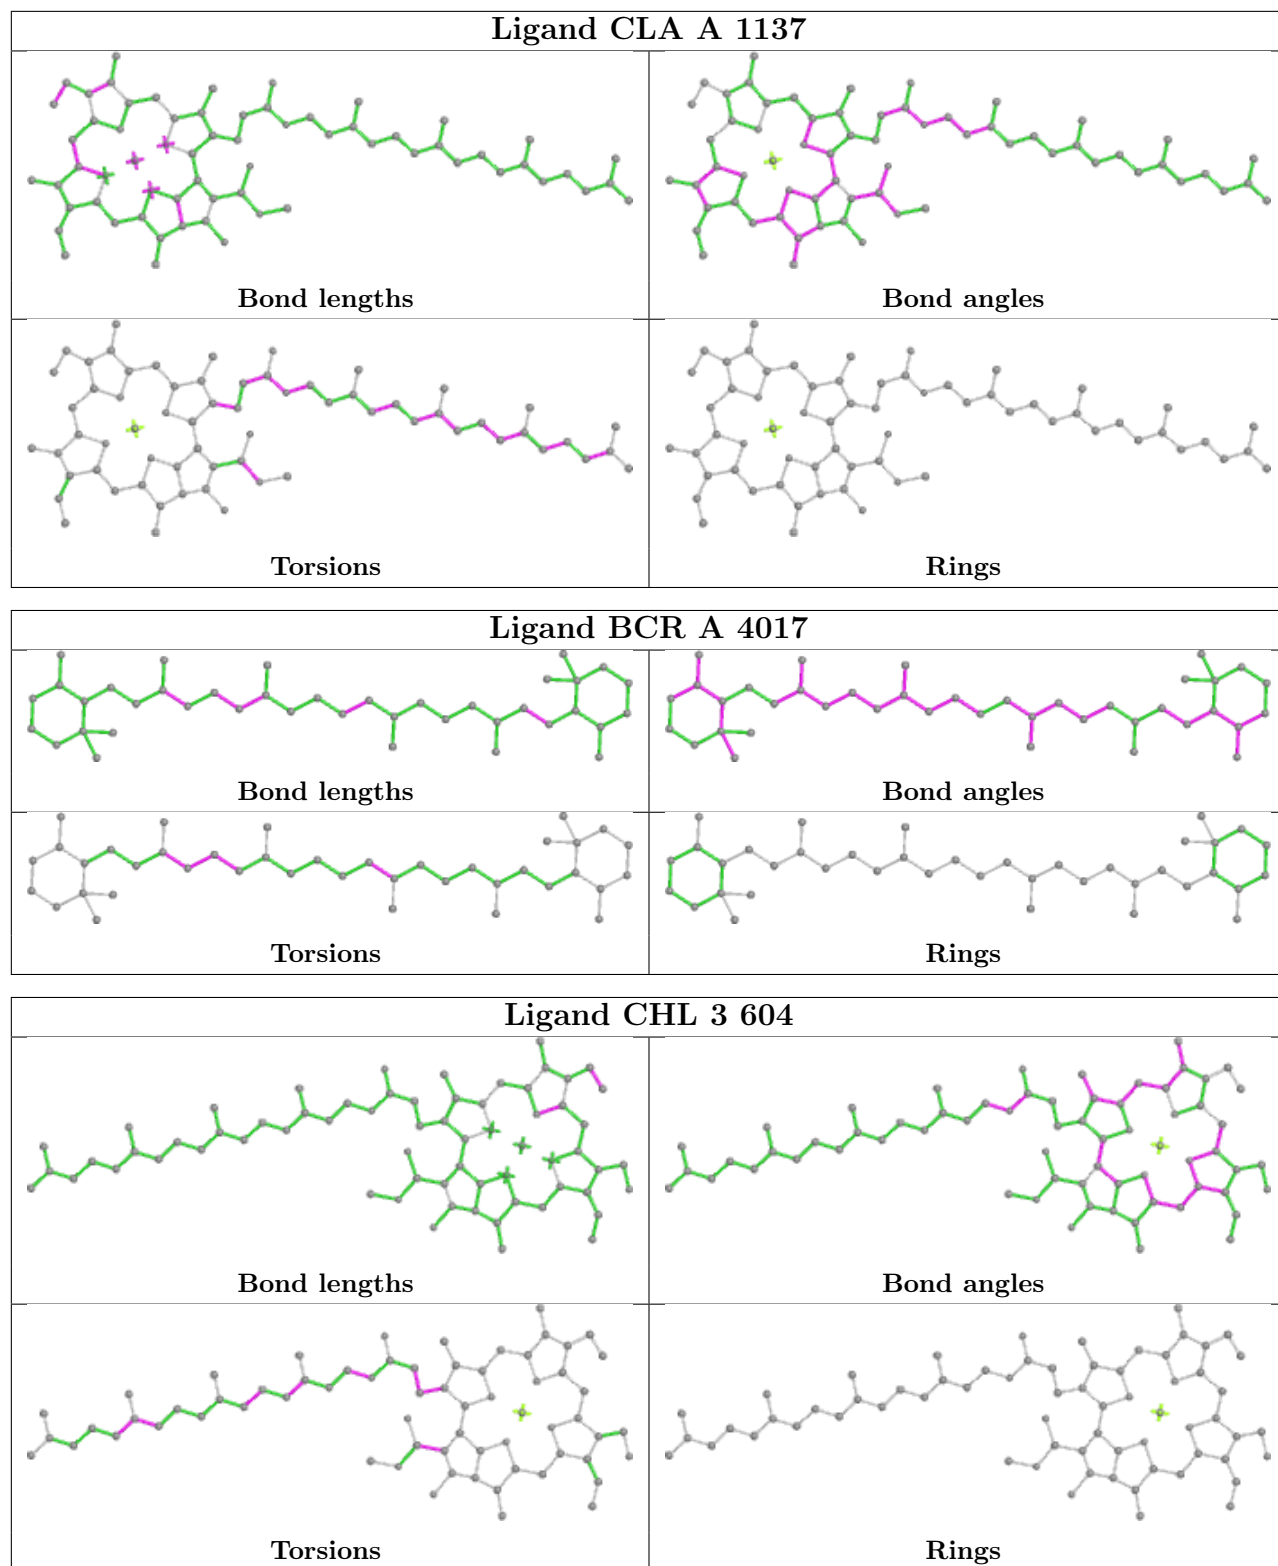 Ligand CLA A 1137
Bond lengths
Bond angles
Torsions
Rings
Ligand BCR A 4017
Bond lengths
Bond angles
Torsions
Rings
Ligand CHL 3 604
Bond lengths
Bond angles
Torsions
Rings